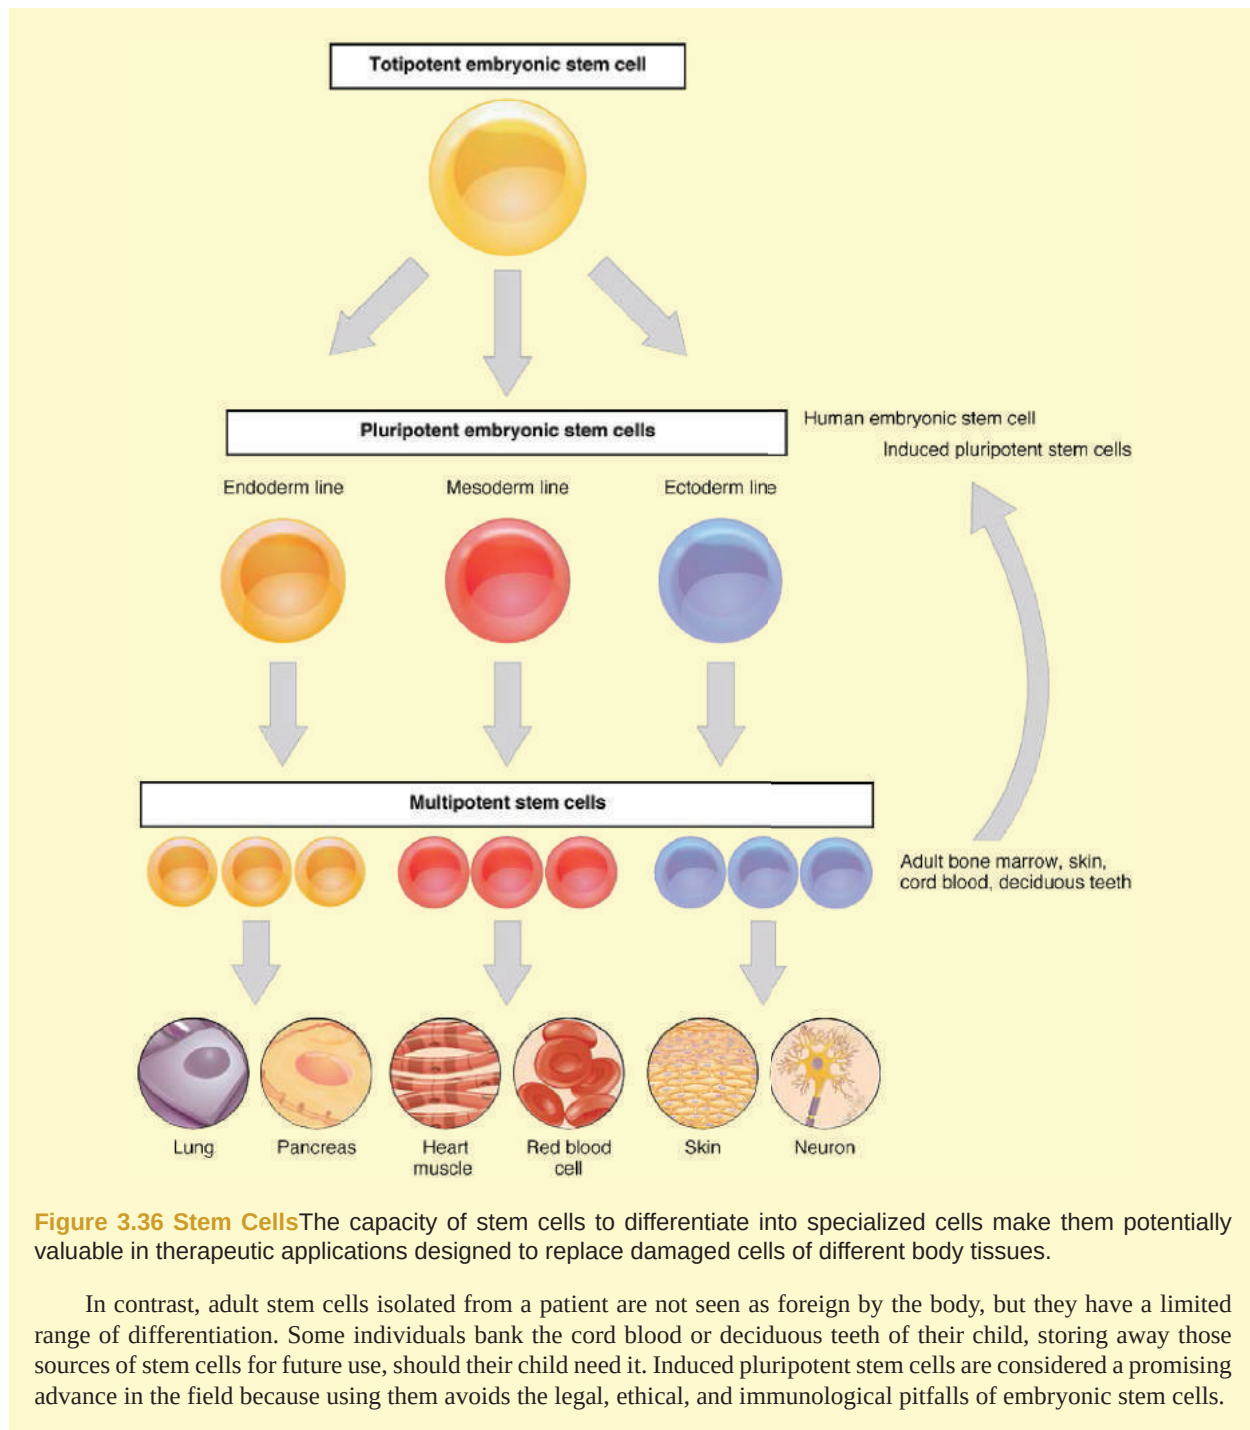 Totipotent embryonic stem cell
Pluripotent embryonic stem cells
Human embryonic stem cell
Induced pluripotent stem cells
Endoderm line
Mesoderm line
Ectoderm line
Multipotent stem cells
Adult bone marrow, skin,
cord blood, deciduous teeth
Lung
Pancreas
Heart
muscle
Red blood
cell
Skin
Neuron
Figure 3.36 Stem CellsThe capacity of stem cells to differentiate into specialized cells make them potentially
valuable in therapeutic applications designed to replace damaged cells of different body tissues.
In contrast, adult stem cells isolated from a patient are not seen as foreign by the body, but they have a limited
range of differentiation. Some individuals bank the cord blood or deciduous teeth of their child, storing away those
sources of stem cells for future use, should their child need it. Induced pluripotent stem cells are considered a promising
advance in the field because using them avoids the legal, ethical, and immunological pitfalls of embryonic stem cells.